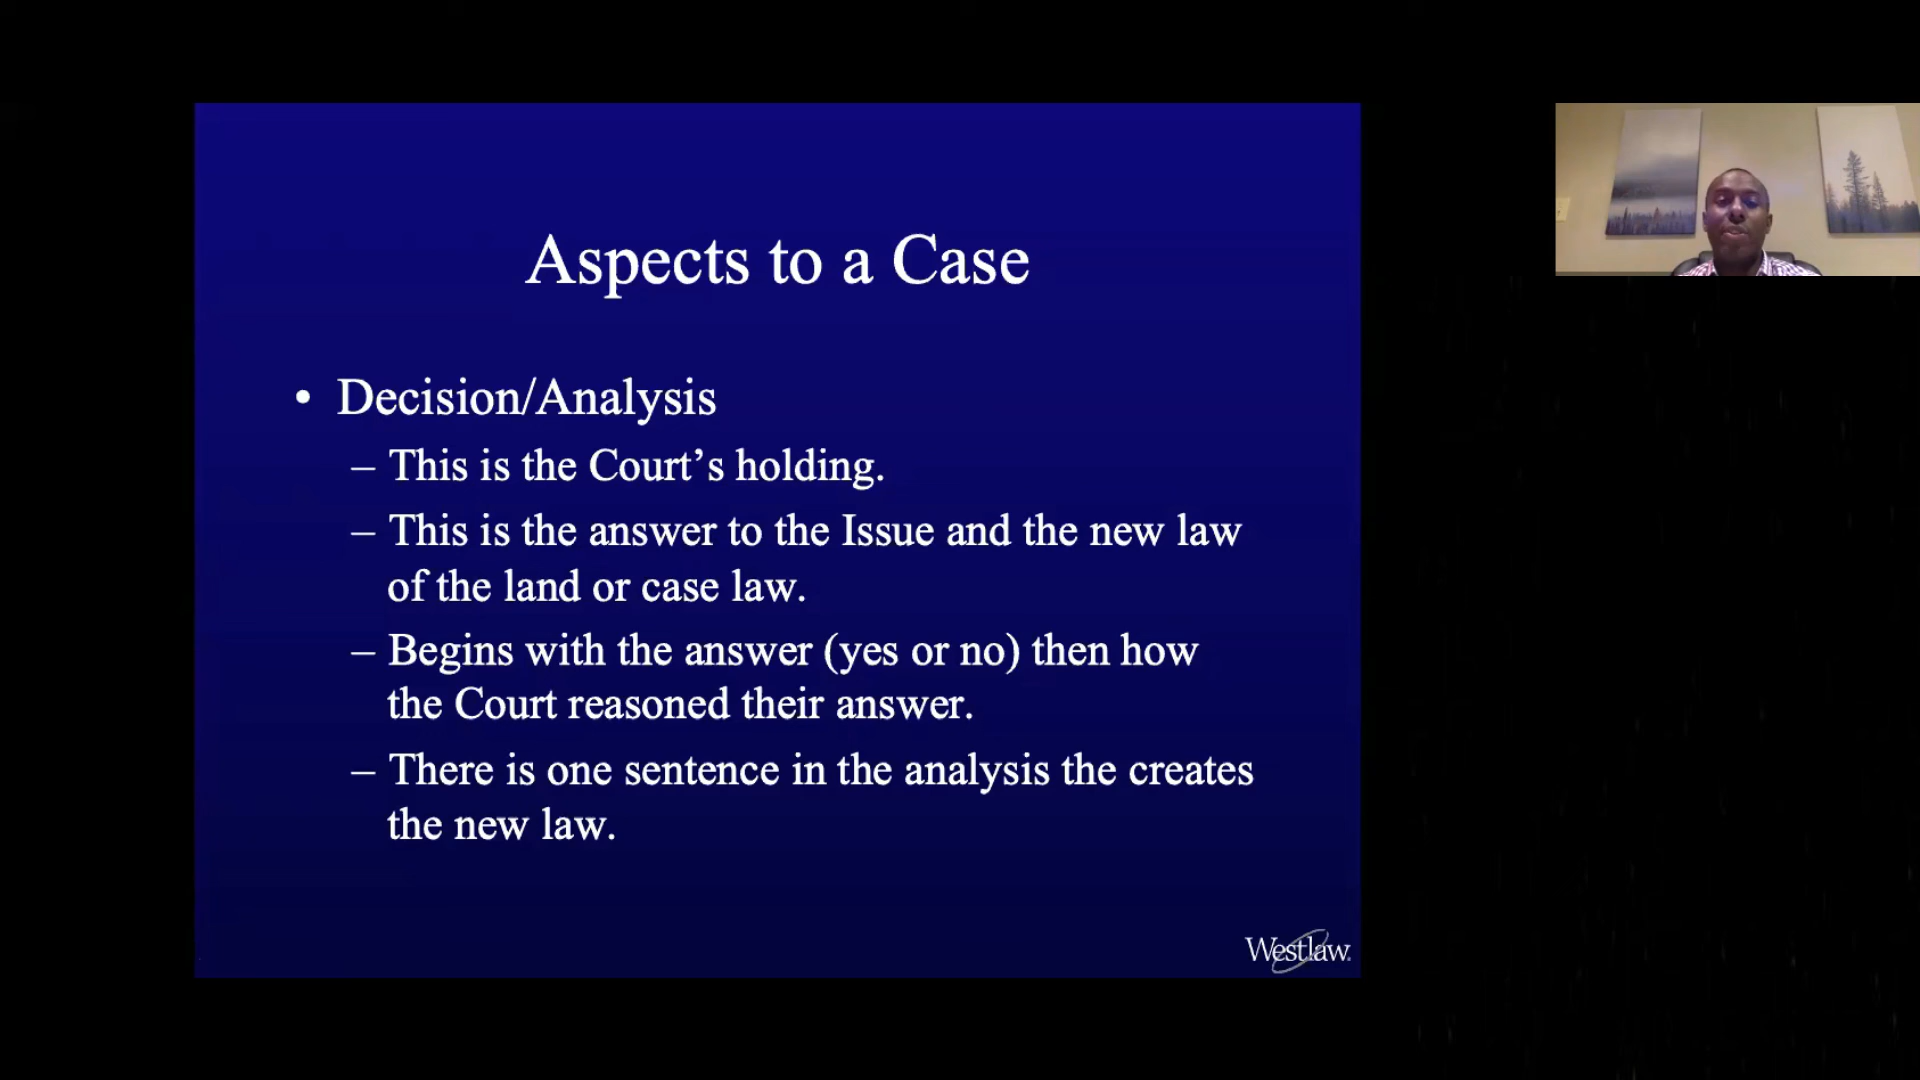 Aspects to a Case
• Decision/Analysis
– This is the Court’s holding.
– This is the answer to the Issue and the new law
of the land or case law.
– Begins with the answer (yes or no) then how
the Court reasoned their answer.
– There is one sentence in the analysis the creates
the new law.
Westlaw.